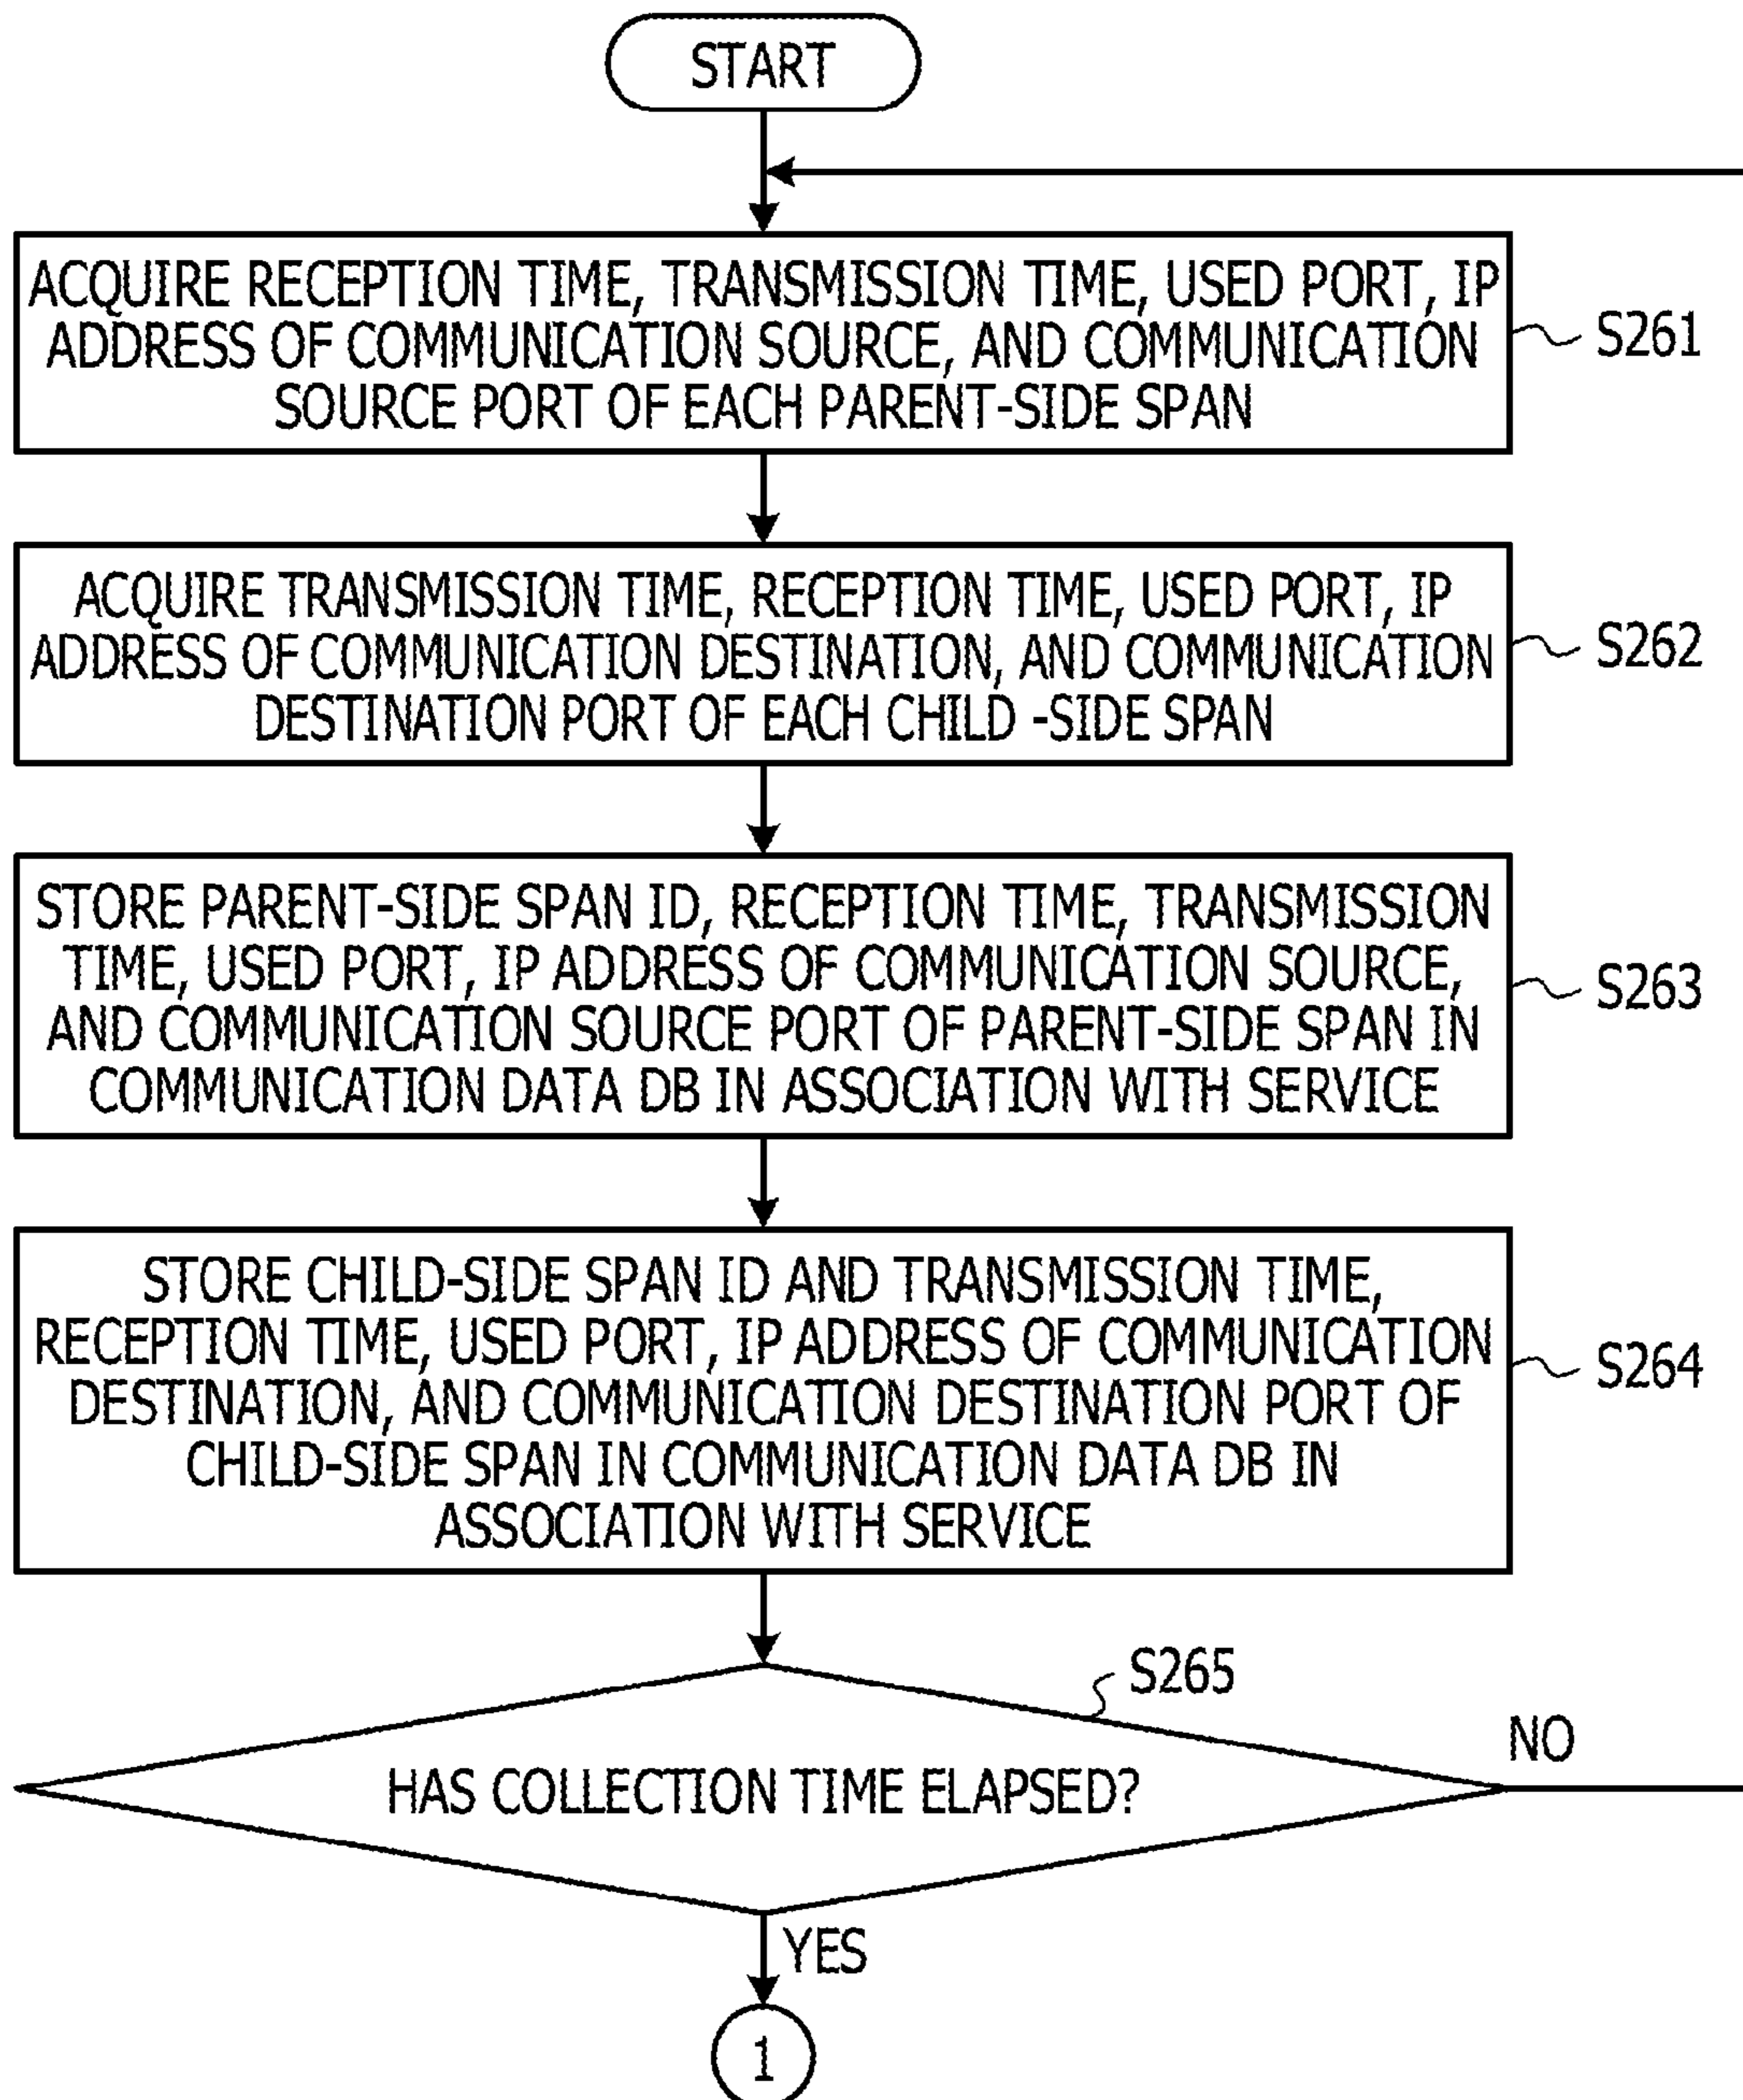 START
ACQUIRE RECEPTION TIME, TRANSMISSION TIME, USED PORT, IP
ADDRESS OF COMMUNICATION SOURCE, AND COMMUNICATION
SOURCE PORT OF EACH PARENT-SIDE SPAN
S261
ACQUIRE TRANSMISSION TIME, RECEPTION TIME, USED PORT, IP
ADDRESS OF COMMUNICATION DESTINATION, AND COMMUNICATION
DESTINATION PORT OF EACH CHILD -SIDE SPAN
S262
STORE PARENT-SIDE SPAN ID, RECEPTION TIME, TRANSMISSION
TIME, USED PORT, IP ADDRESS OF COMMUNICATION SOURCE,
AND COMMUNICATION SOURCE PORT OF PARENT-SIDE SPAN IN
COMMUNICATION DATA DB IN ASSOCIATION WITH SERVICE
S263
STORE CHILD-SIDE SPAN ID AND TRANSMISSION TIME,
RECEPTION TIME, USED PORT, IP ADDRESS OF COMMUNICATION
DESTINATION, AND COMMUNICATION DESTINATION PORT OF
CHILD-SIDE SPAN IN COMMUNICATION DATA DB IN
ASSOCIATION WITH SERVICE
S264
S265
HAS COLLECTION TIME ELAPSED?
NO
YES
1